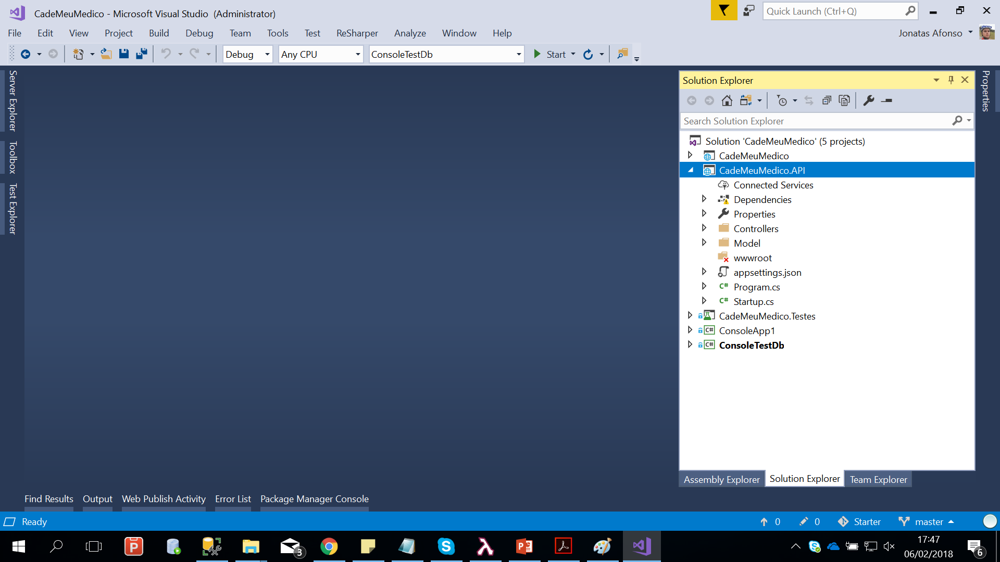 CadeMeuMedico - Microsoft Visual Studio  (Administrator)
Quick Launch (Ctrl+Q)
File Edit View Project Build Debug Team Tools Test ReSharper Analyze Window Help
Jonatas Afonso
Debug Any CPU ConsoleTestDb Start
Server Explorer
Toolbox
Test Explorer
Solution Explorer
Properties
Search Solution Explorer
Solution 'CadeMeuMedico' (5 projects)
CadeMeuMedico
CadeMeuMedico.API
Connected Services
Dependencies
Properties
Controllers
Model
wwwroot
appsettings.json
C# Program.cs
C# Startup.cs
CadeMeuMedico.Testes
C# ConsoleApp1
C# ConsoleTestDb
Assembly Explorer Solution Explorer Team Explorer
Find Results Output Web Publish Activity Error List Package Manager Console
Ready
0 0 Starter master
3
17:47
06/02/2018
6